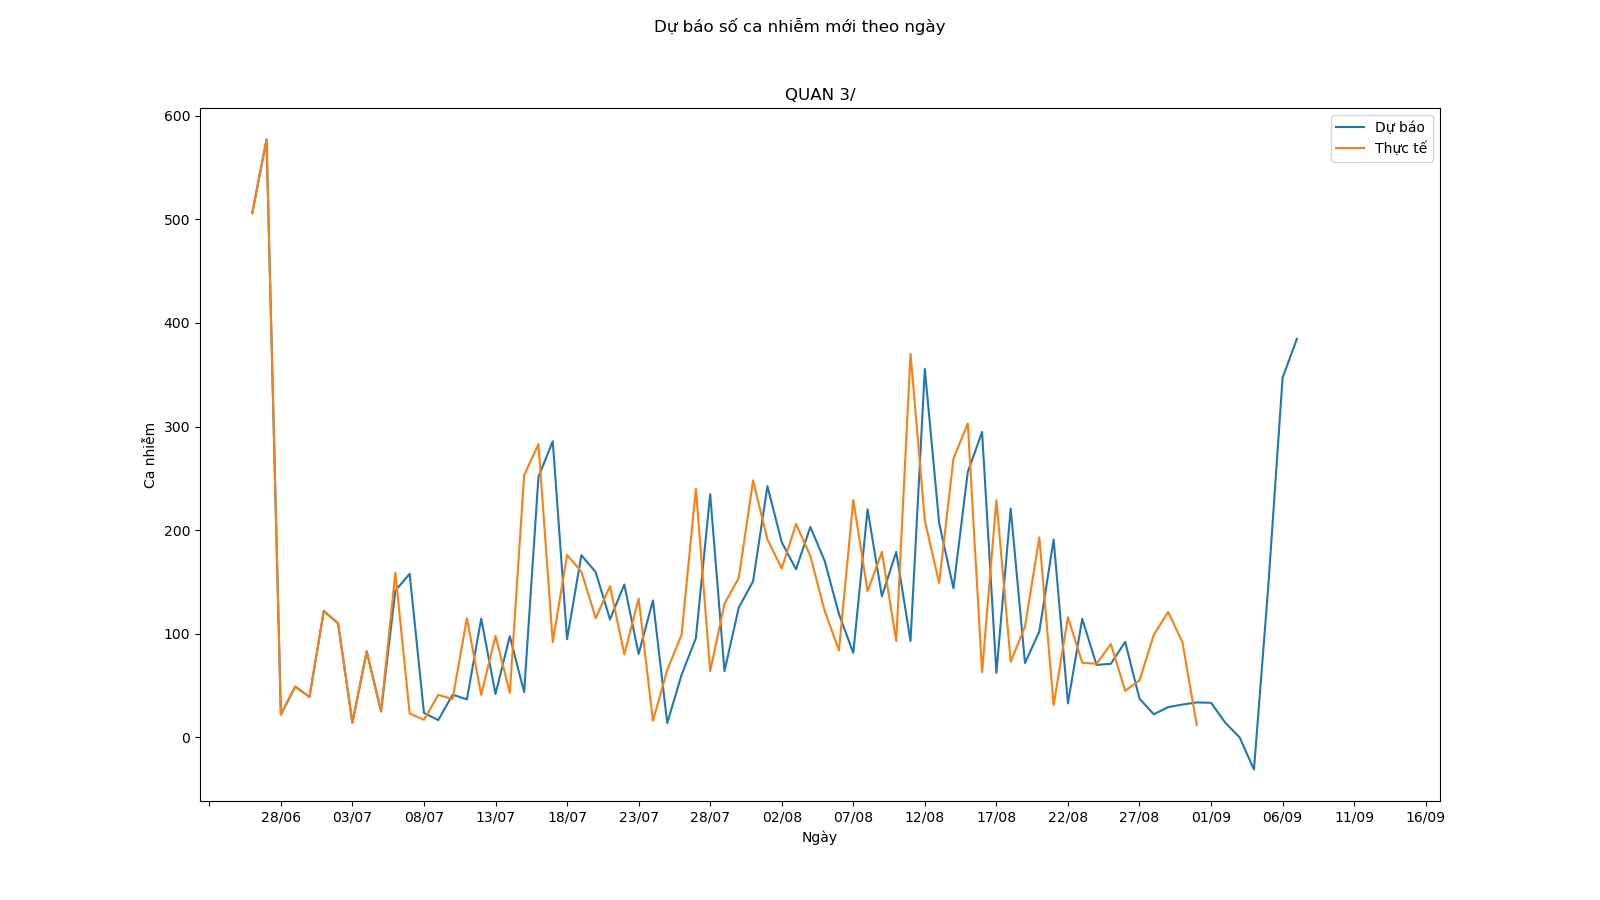 Dự báo số ca nhiễm mới theo ngày
QUAN 3/
Dự báo
Thực tế
600
500
400
300
200
100
0
Ca nhiễm
28/06 03/07 08/07 13/07 18/07 23/07 28/07 02/08 07/08 12/08 17/08 22/08 27/08 01/09 06/09 11/09 16/09
Ngày